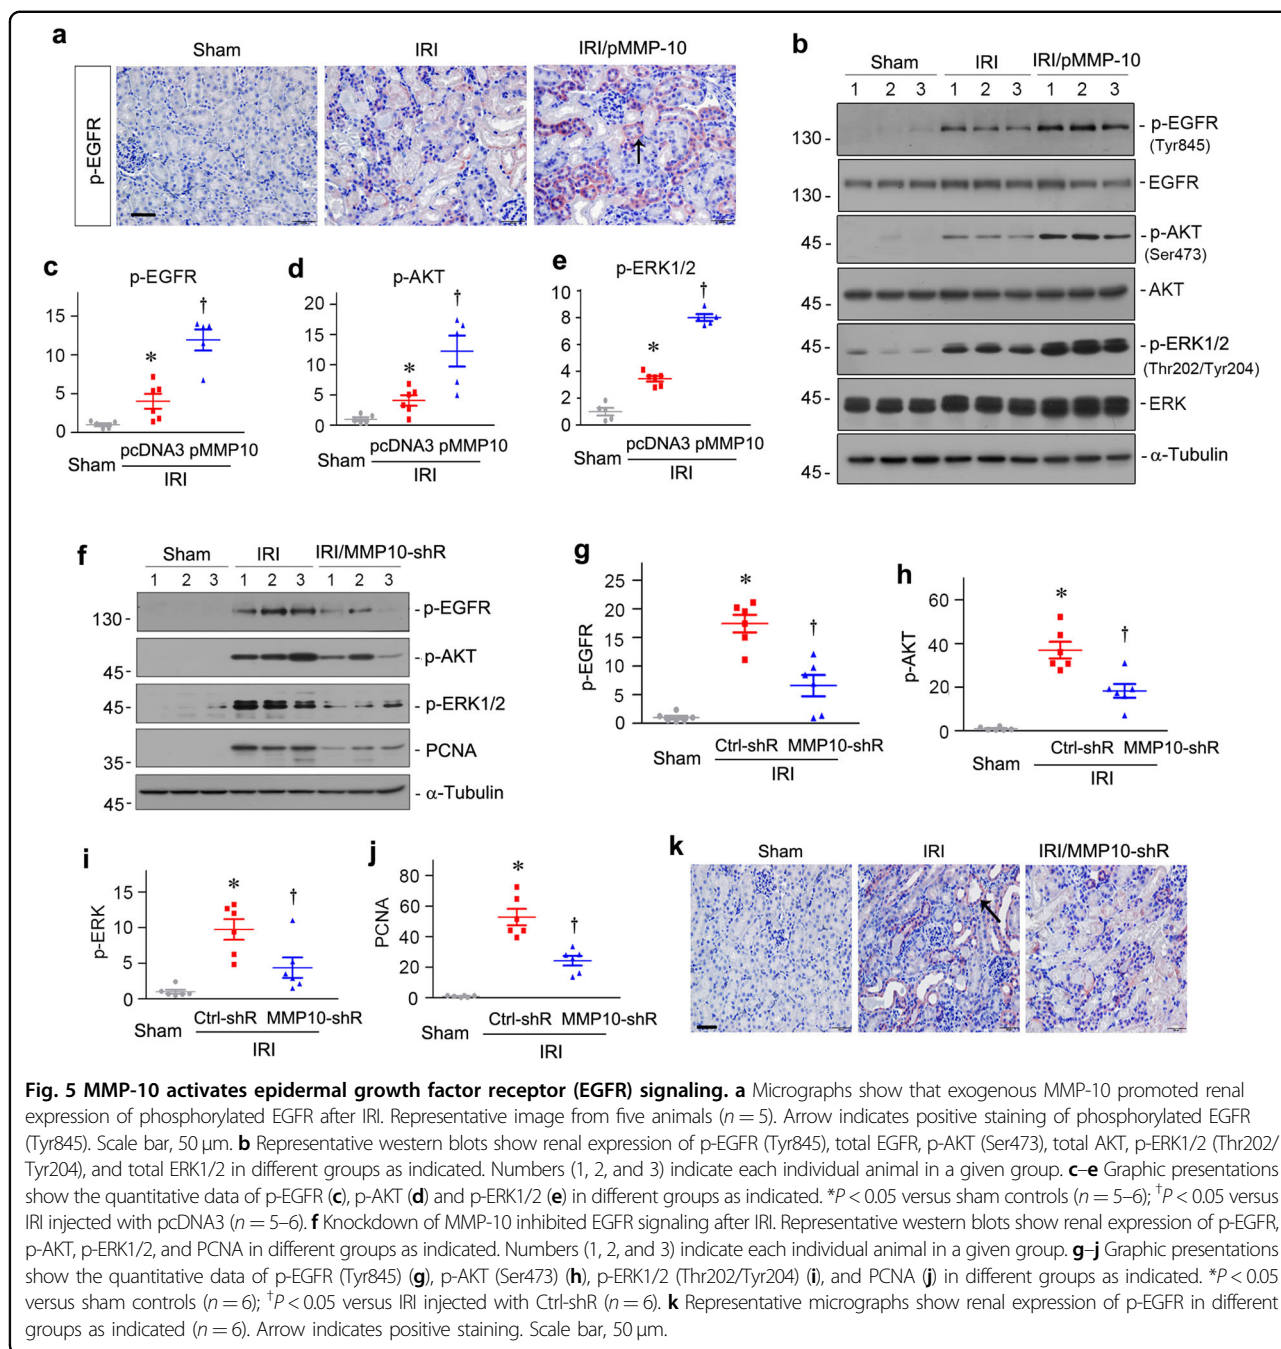 a
Sham
IRI
IRI/pMMP-10
p-EGFR
b
Sham
IRI
IRI/pMMP-10
1 2 3 1 2 3 1 2 3
130 - - p-EGFR
(Tyr845)
130 - - EGFR
45 - - p-AKT
(Ser473)
45 - - AKT
45 - - p-ERK1/2
(Thr202/Tyr204)
45 - - ERK
45 - - α-Tubulin
c
p-EGFR
15
10
5
0
*
†
Sham
pcDNA3 pMMP10
IRI
d
p-AKT
20
15
10
5
0
*
†
Sham
pcDNA3 pMMP10
IRI
e
p-ERK1/2
10
8
6
4
2
0
*
†
Sham
pcDNA3 pMMP10
IRI
f
Sham
IRI
IRI/MMP10-shR
1 2 3 1 2 3 1 2 3
130 - - p-EGFR
45 - - p-AKT
45 - - p-ERK1/2
35 - - PCNA
45 - - α-Tubulin
g
p-EGFR
25
20
15
10
5
0
*
†
Sham
Ctrl-shR MMP10-shR
IRI
h
p-AKT
60
40
20
0
*
†
Sham
Ctrl-shR MMP10-shR
IRI
i
p-ERK
15
10
5
0
*
†
Sham
Ctrl-shR MMP10-shR
IRI
j
PCNA
80
60
40
20
0
*
†
Sham
Ctrl-shR MMP10-shR
IRI
k
Sham
IRI
IRI/MMP10-shR
Fig. 5 MMP-10 activates epidermal growth factor receptor (EGFR) signaling. a Micrographs show that exogenous MMP-10 promoted renal
expression of phosphorylated EGFR after IRI. Representative image from five animals (n = 5). Arrow indicates positive staining of phosphorylated EGFR
(Tyr845). Scale bar, 50 μm. b Representative western blots show renal expression of p-EGFR (Tyr845), total EGFR, p-AKT (Ser473), total AKT, p-ERK1/2 (Thr202/
Tyr204), and total ERK1/2 in different groups as indicated. Numbers (1, 2, and 3) indicate each individual animal in a given group. c–e Graphic presentations
show the quantitative data of p-EGFR (c), p-AKT (d) and p-ERK1/2 (e) in different groups as indicated. *P < 0.05 versus sham controls (n = 5–6); †P < 0.05 versus
IRI injected with pcDNA3 (n = 5–6). f Knockdown of MMP-10 inhibited EGFR signaling after IRI. Representative western blots show renal expression of p-EGFR,
p-AKT, p-ERK1/2, and PCNA in different groups as indicated. Numbers (1, 2, and 3) indicate each individual animal in a given group. g–j Graphic presentations
show the quantitative data of p-EGFR (Tyr845) (g), p-AKT (Ser473) (h), p-ERK1/2 (Thr202/Tyr204) (i), and PCNA (j) in different groups as indicated. *P < 0.05
versus sham controls (n = 6); †P < 0.05 versus IRI injected with Ctrl-shR (n = 6). k Representative micrographs show renal expression of p-EGFR in different
groups as indicated (n = 6). Arrow indicates positive staining. Scale bar, 50 μm.